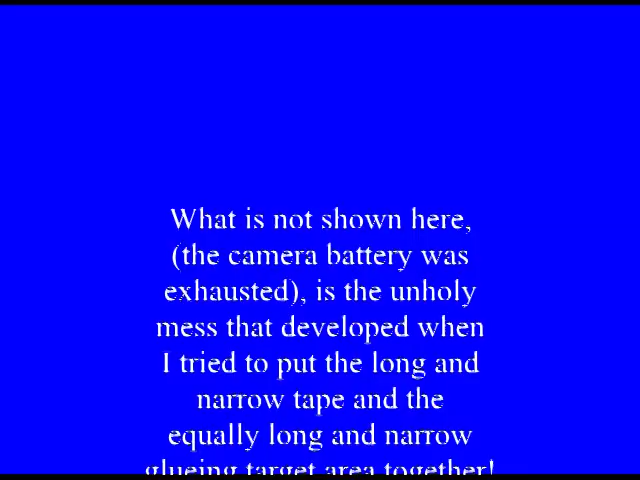 What is not shown here,
(the camera battery was
exhausted), is the unholy
mess that developed when
I tried to put the long and
narrow tape and the
equally long and narrow
glueing target area together!